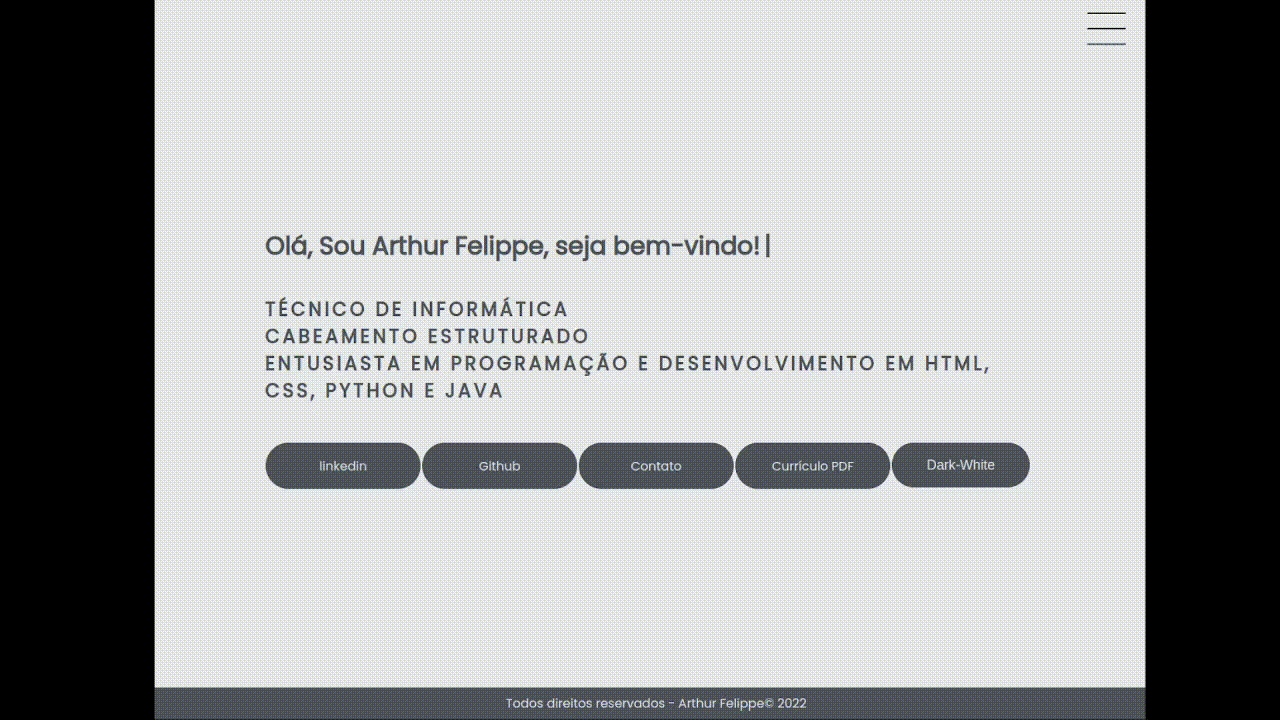 Olá, Sou Arthur Felippe, seja bem-vindo!|
TÉCNICO DE INFORMÁTICA
CABEAMENTO ESTRUTURADO
ENTUSIASTA EM PROGRAMAÇÃO E DESENVOLVIMENTO EM HTML,
CSS, PYTHON E JAVA
linkedin Github Contato Currículo PDF Dark-White
Todos direitos reservados - Arthur Felippe© 2022